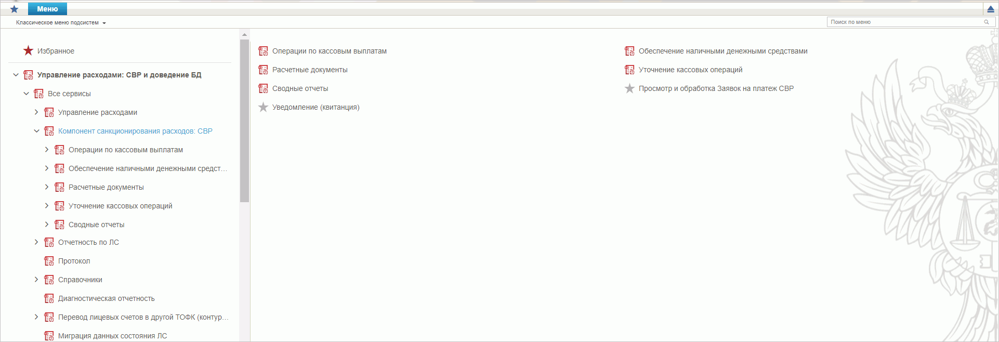 Меню
Классическое меню подсистем
Поиск по меню
Избранное
Управление расходами: СВР и доведение БД
Все сервисы
Управление расходами
Компонент санкционирования расходов: СВР
Операции по кассовым выплатам
Обеспечение наличными денежными средст...
Расчетные документы
Уточнение кассовых операций
Сводные отчеты
Отчетность по ЛС
Протокол
Справочники
Диагностическая отчетность
Перевод лицевых счетов в другой ТОФК (контур...
Миграция данных состояния ЛС
Операции по кассовым выплатам
Расчетные документы
Сводные отчеты
Уведомление (квитанция)
Обеспечение наличными денежными средствами
Уточнение кассовых операций
Просмотр и обработка Заявок на платеж СВР